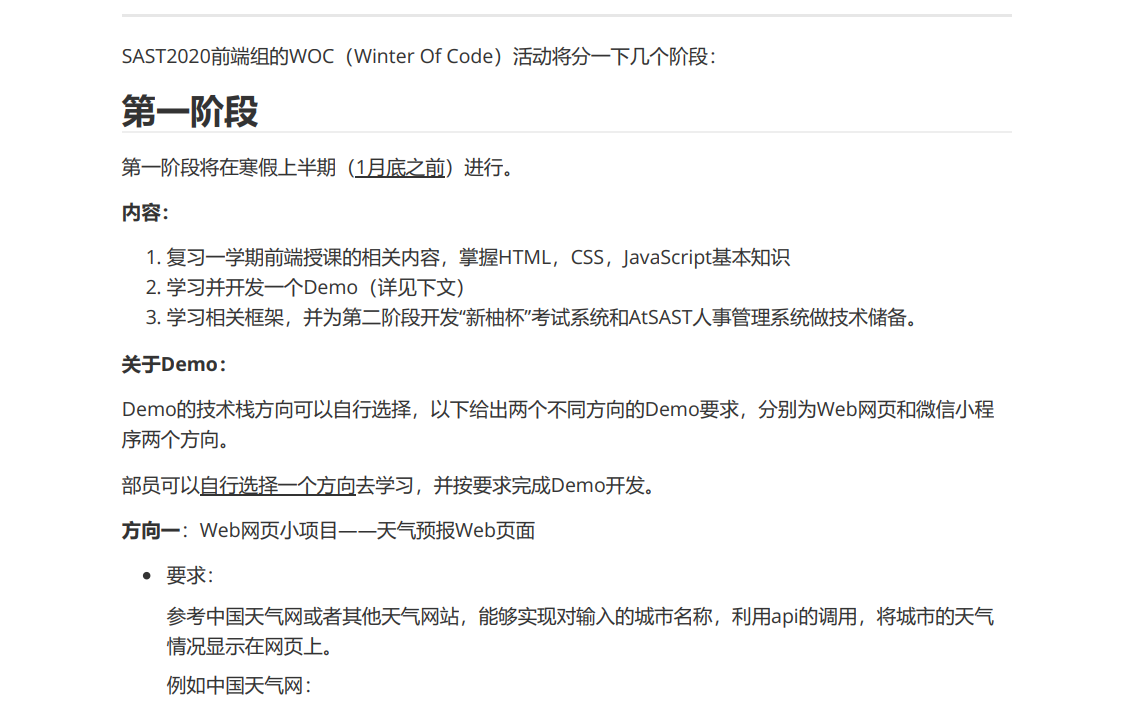 SAST2020前端组的WOC（Winter Of Code）活动将分一下几个阶段：
第一阶段
第一阶段将在寒假上半期（1月底之前）进行。
内容：
1. 复习一学期前端授课的相关内容，掌握HTML，CSS，JavaScript基本知识
2. 学习并开发一个Demo（详见下文）
3. 学习相关框架，并为第二阶段开发“新柚杯”考试系统和AtSAST人事管理系统做技术储备。
关于Demo：
Demo的技术栈方向可以自行选择，以下给出两个不同方向的Demo要求，分别为Web网页和微信小程
序两个方向。
部员可以自行选择一个方向去学习，并按要求完成Demo开发。
方向一：Web网页小项目——天气预报Web页面
• 要求：
参考中国天气网或者其他天气网站，能够实现对输入的城市名称，利用api的调用，将城市的天气
情况显示在网页上。
例如中国天气网：